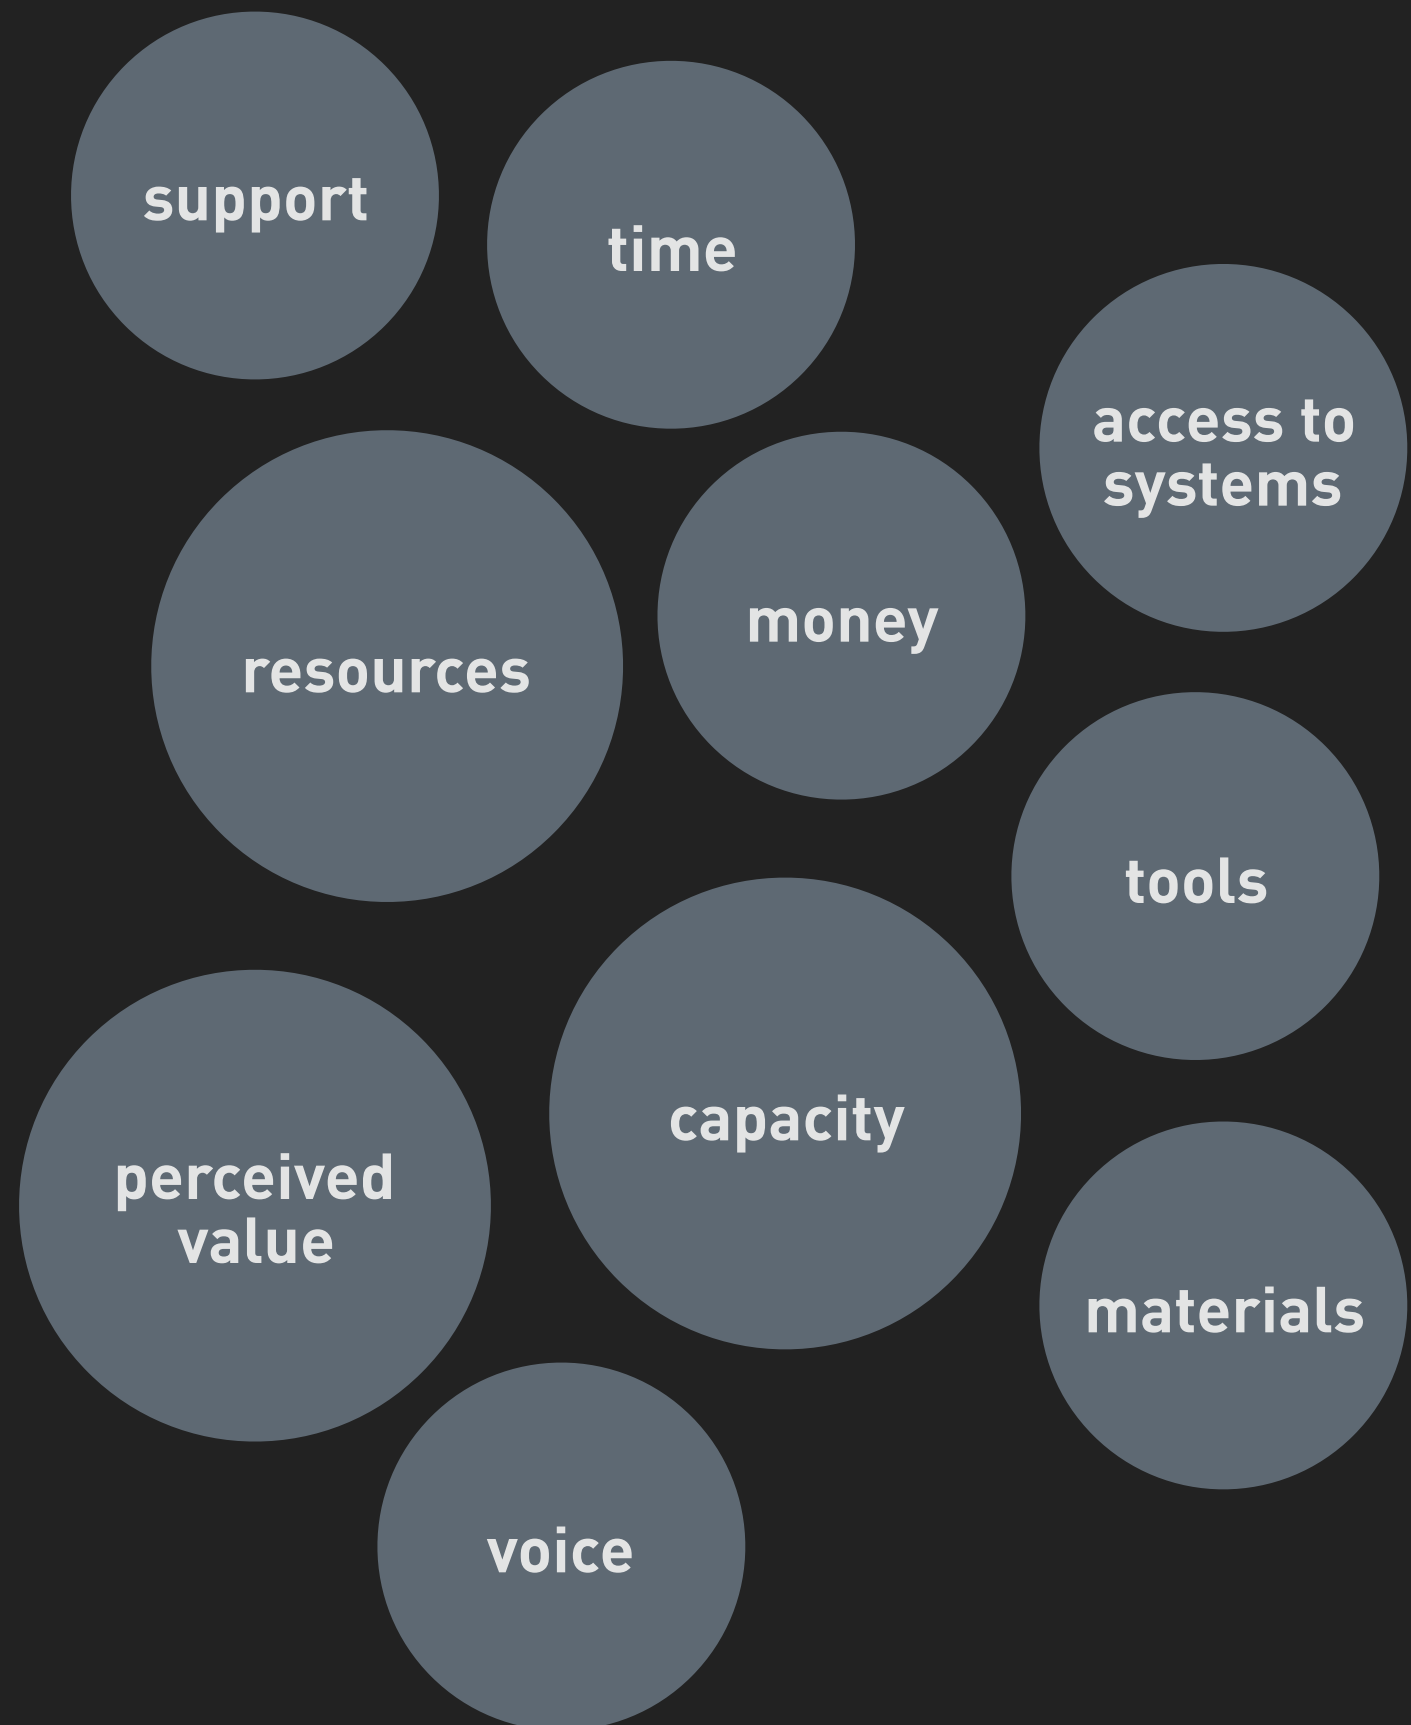 support
time
access to
systems
money
resources
tools
capacity
perceived
value
materials
voice